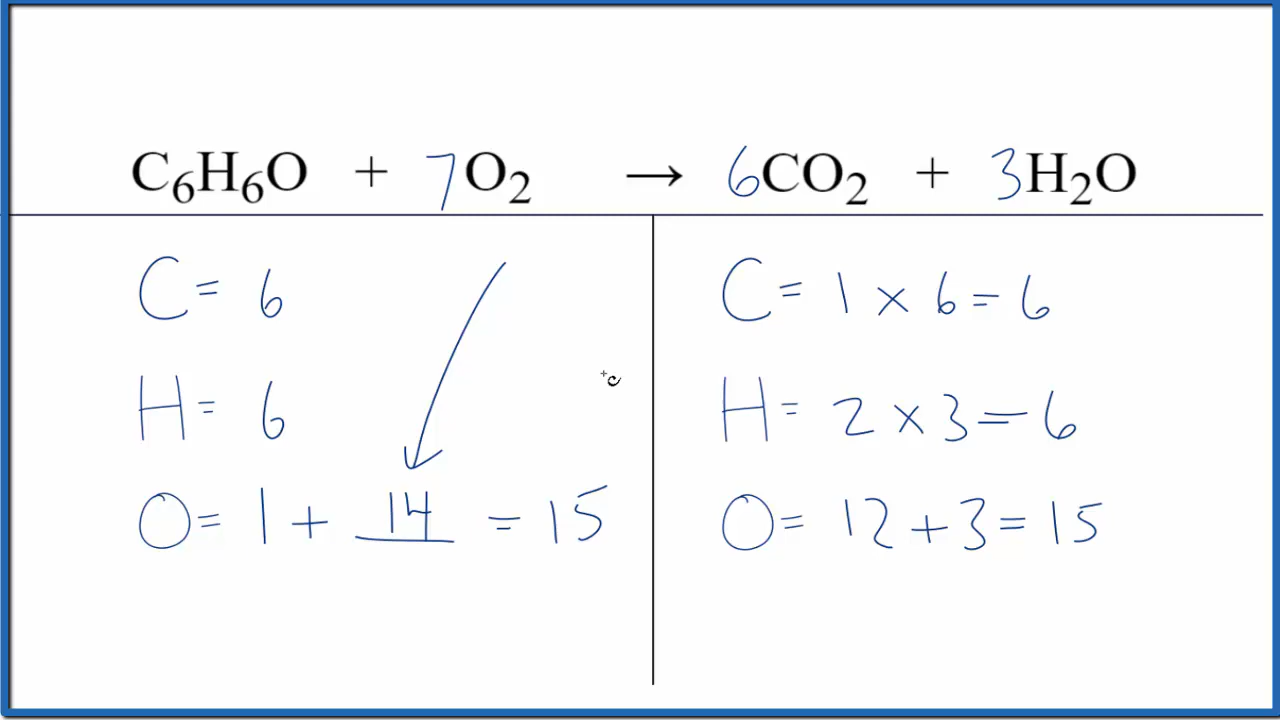 C₆H₆O + 7O₂ → 6CO₂ + 3H₂O
C= 6
H= 6
O= 1 + 14 = 15
C= 1 × 6 = 6
H= 2 × 3 = 6
O= 12 + 3 = 15